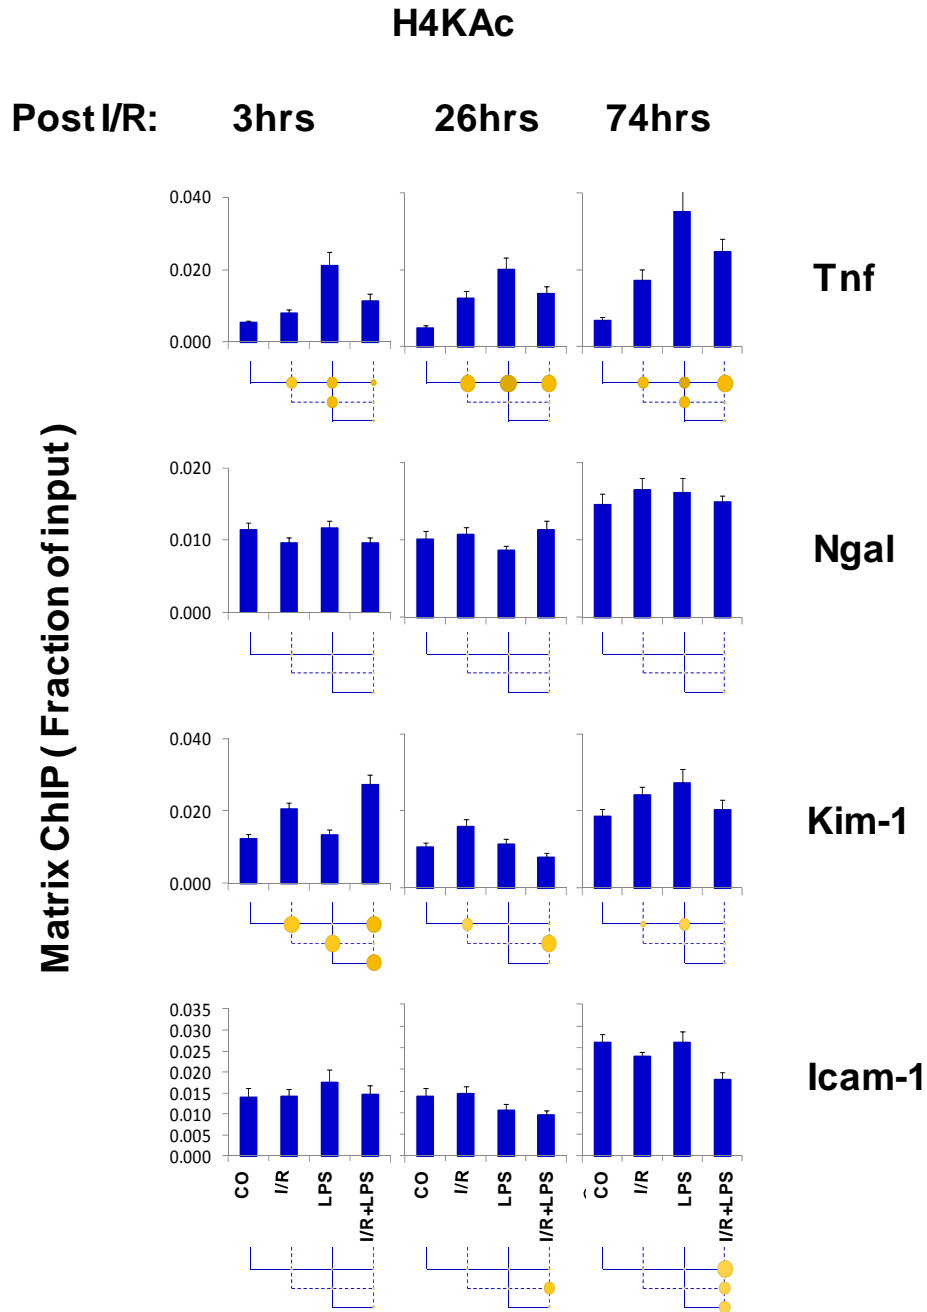 H4KAc
Post I/R: 3hrs 26hrs 74hrs
Matrix ChIP ( Fraction of input )
0.040
0.020
0.000
Tnf
0.020
0.010
0.000
Ngal
0.040
0.020
0.000
Kim-1
0.035
0.030
0.025
0.020
0.015
0.010
0.005
0.000
Icam-1
CO I/R LPS I/R+LPS CO I/R LPS I/R+LPS CO I/R LPS I/R+LPS